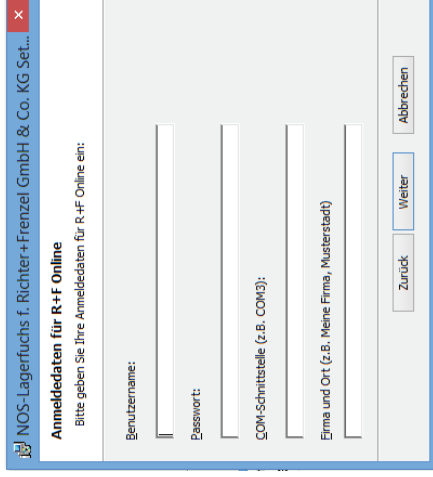 NOS-Lagerfuchs f. Richter+Frenzel GmbH & Co. KG Set...
Anmeldedaten für R+F Online
Bitte geben Sie Ihre Anmeldedaten für R+F Online ein:
Benutzername:
Passwort:
COM-Schnittstelle (z.B. COM3):
Firma und Ort (z.B. Meine Firma, Musterstadt)
Zurück Weiter Abbrechen